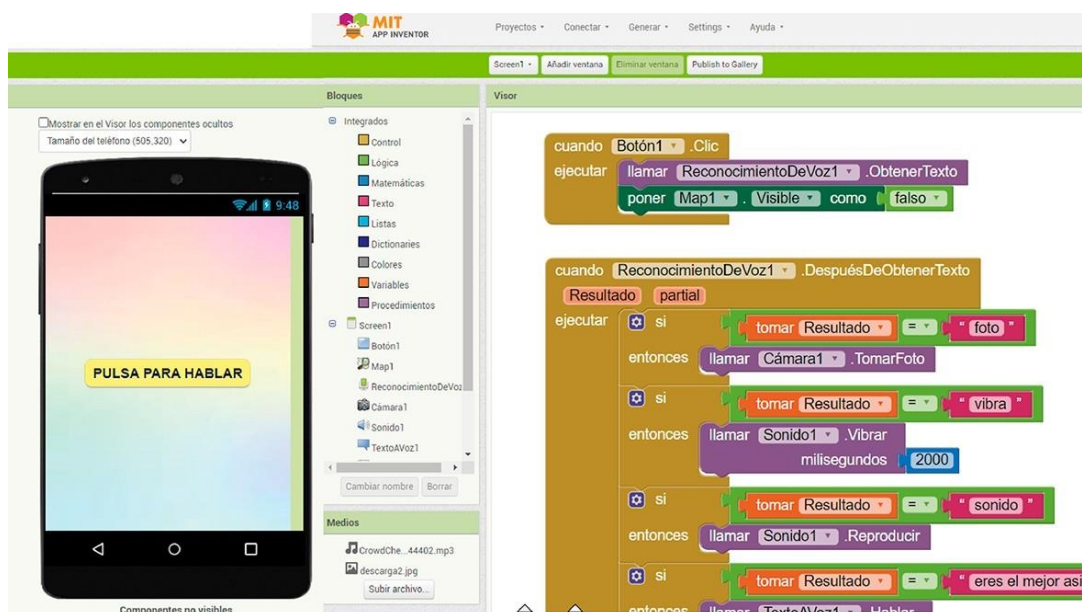 MIT
APP INVENTOR
Proyectos
Conectar
Generar
Settings
Ayuda
Screen1
Añadir ventana
Eliminar ventana
Publish to Gallery
Mostrar en el Visor los componentes ocultos
Tamaño del teléfono (505,320)
9:48
PULSA PARA HABLAR
Componentes no visibles
Bloques
Integrados
Control
Lógica
Matemáticas
Texto
Listas
Dictionaries
Colores
Variables
Procedimientos
Screen1
Botón1
Map1
ReconocimientoDeVoz
Cámara1
Sonido1
TextoAVoz1
Cambiar nombre
Borrar
Medios
CrowdChe...44402.mp3
descarga2.jpg
Subir archivo...
Visor
cuando Botón1 .Clic
ejecutar llamar ReconocimientoDeVoz1 .ObtenerTexto
poner Map1 . Visible como falso
cuando ReconocimientoDeVoz1 .DespuésDeObtenerTexto
Resultado partial
ejecutar si tomar Resultado = " foto "
entonces llamar Cámara1 .TomarFoto
si tomar Resultado = " vibra "
entonces llamar Sonido1 .Vibrar
milisegundos 2000
si tomar Resultado = " sonido "
entonces llamar Sonido1 .Reproducir
si tomar Resultado = " eres el mejor asi
entonces llamar TextoAVoz1 .Hablar